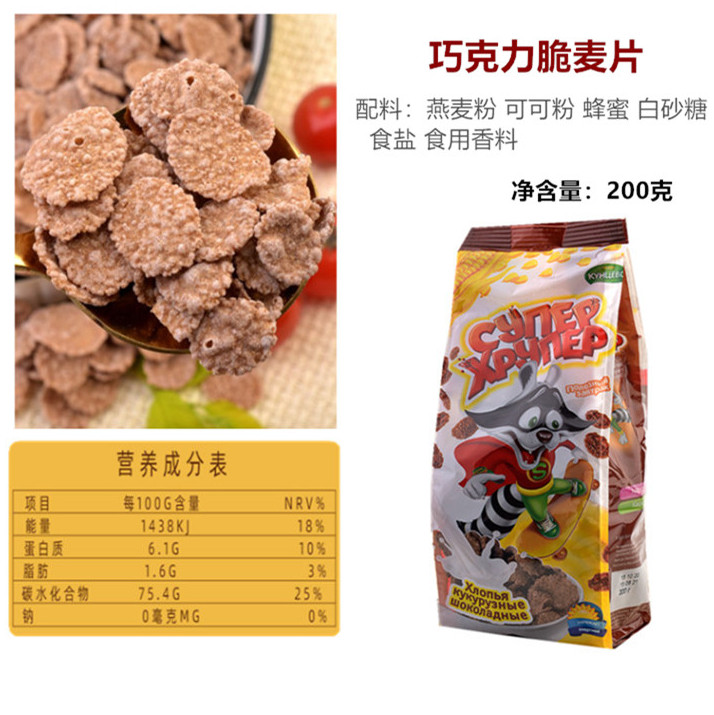 巧克力脆麦片
配料：燕麦粉 可可粉 蜂蜜 白砂糖
食盐 食用香料
净含量：200克
КУНЦЕВО
СУПЕР
ХРУПЕР
Хлопья
кукурузные
шоколадные
营养成分表
项目 每100G含量 NRV%
能量 1438KJ 18%
蛋白质 6.1G 10%
脂肪 1.6G 3%
碳水化合物 75.4G 25%
钠 0毫克MG 0%